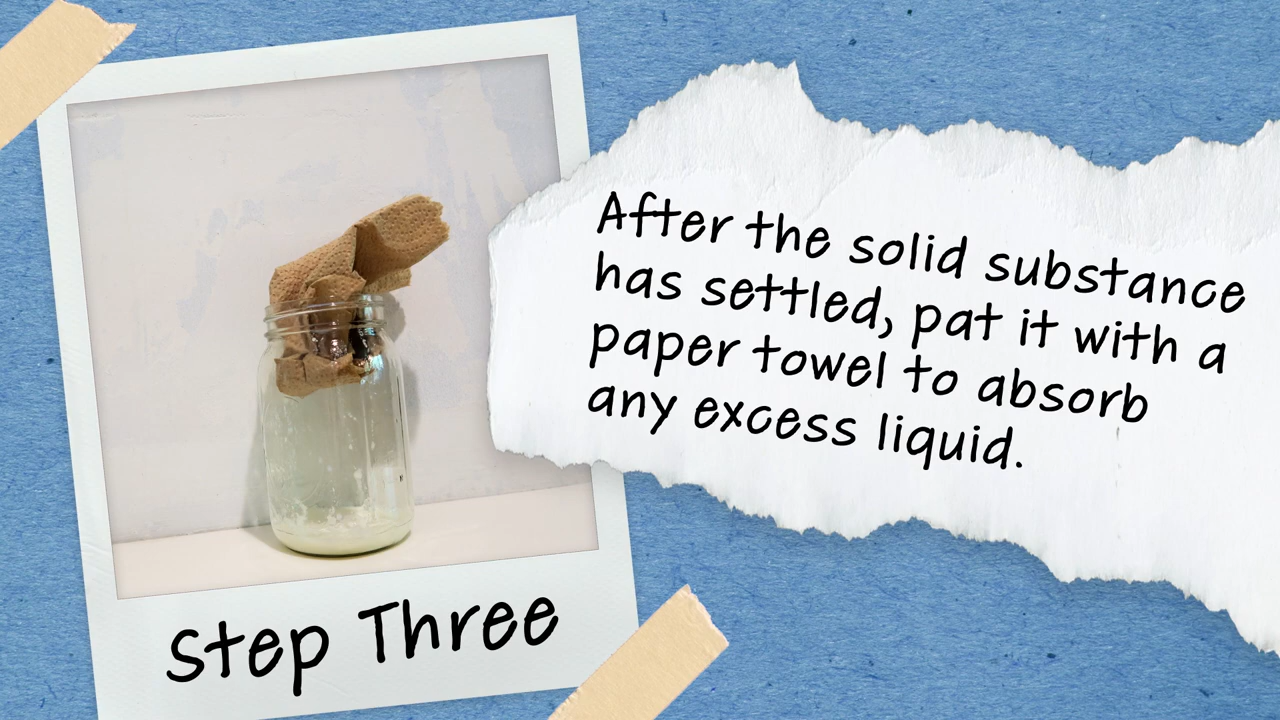 After the solid substance
has settled, pat it with a
paper towel to absorb
any excess liquid.
Step Three